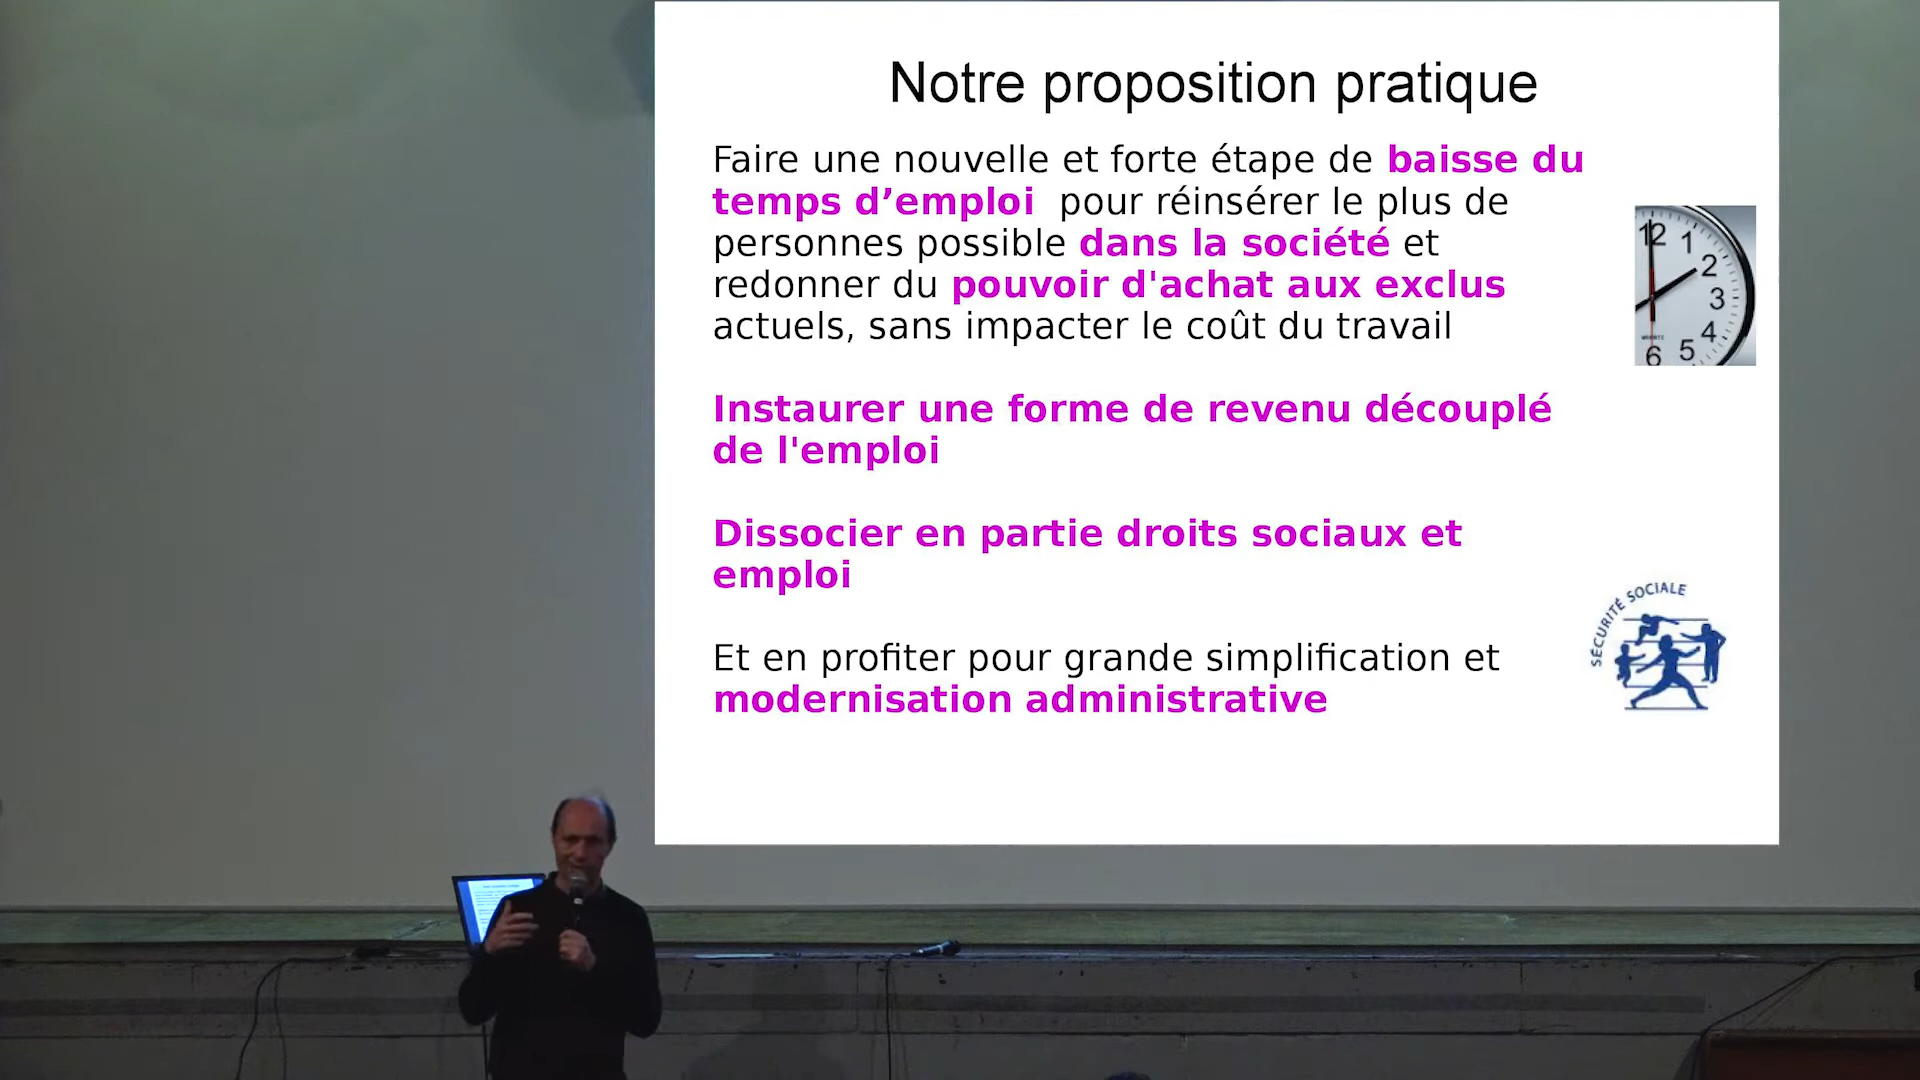 Notre proposition pratique
Faire une nouvelle et forte étape de baisse du
temps d’emploi  pour réinsérer le plus de
personnes possible dans la société et
redonner du pouvoir d'achat aux exclus
actuels, sans impacter le coût du travail
12
1
2
3
4
5
6
Instaurer une forme de revenu découplé
de l'emploi
Dissocier en partie droits sociaux et
emploi
SÉCURITÉ SOCIALE
Et en profiter pour grande simplification et
modernisation administrative